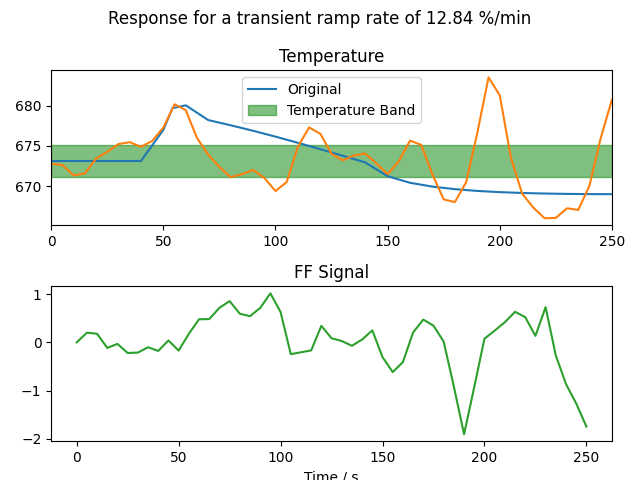 Response for a transient ramp rate of 12.84 %/min
Temperature
Original
Temperature Band
680
675
670
0 50 100 150 200 250
FF Signal
1
0
−1
−2
0 50 100 150 200 250
Time / s